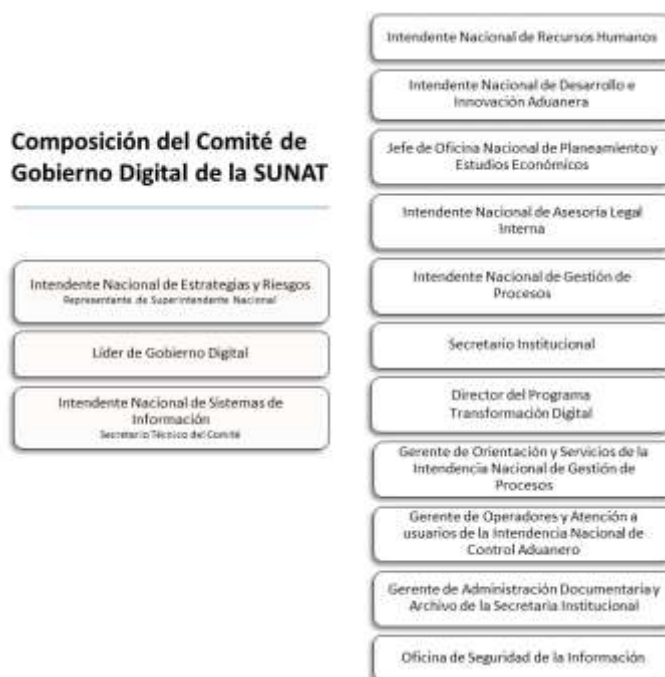 Composición del Comité de
Gobierno Digital de la SUNAT
Intendente Nacional de Estrategias y Riesgos
Representante de Superintendente Nacional
Líder de Gobierno Digital
Intendente Nacional de Sistemas de
Información
Secretario Técnico del Comité
Intendente Nacional de Recursos Humanos
Intendente Nacional de Desarrollo e
Innovación Aduanera
Jefe de Oficina Nacional de Planeamiento y
Estudios Económicos
Intendente Nacional de Asesoría Legal
Interna
Intendente Nacional de Gestión de
Procesos
Secretario Institucional
Director del Programa
Transformación Digital
Gerente de Orientación y Servicios de la
Intendencia Nacional de Gestión de
Procesos
Gerente de Operadores y Atención a
usuarios de la Intendencia Nacional de
Control Aduanero
Gerente de Administración Documentaria y
Archivo de la Secretaria Institucional
Oficina de Seguridad de la Información